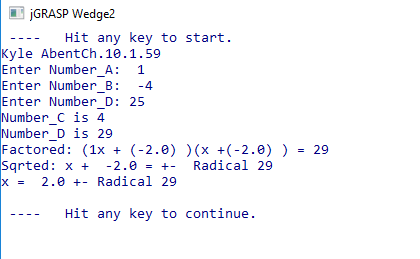 jGRASP Wedge2
---- Hit any key to start.
Kyle AbentCh.10.1.59
Enter Number_A: 1
Enter Number_B: -4
Enter Number_D: 25
Number_C is 4
Number_D is 29
Factored: (1x + (-2.0) )(x +(-2.0) ) = 29
Sqrted: x + -2.0 = +- Radical 29
x = 2.0 +- Radical 29
---- Hit any key to continue.